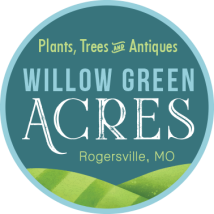 Plants, Trees AND Antiques
WILLOW GREEN
ACRES
Rogersville, MO